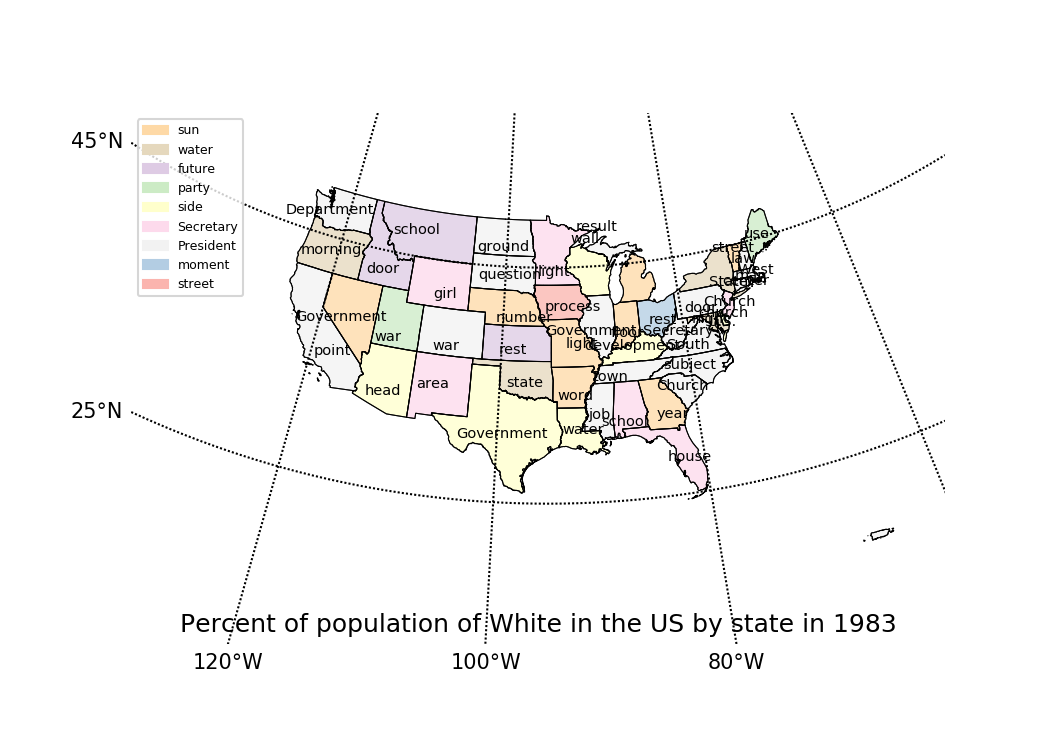 45°N
25°N
sun
water
future
party
side
Secretary
President
moment
street
Department
school
morning
door
girl
ground
question
light
result
wall
use
street
law
West
State
Church
process
number
Government
war
war
rest
point
head
area
state
Government
Government
light
floor
development
rest
door
Secretary
South
subject
town
Church
word
job
school
year
water
house
Percent of population of White in the US by state in 1983
120°W
100°W
80°W